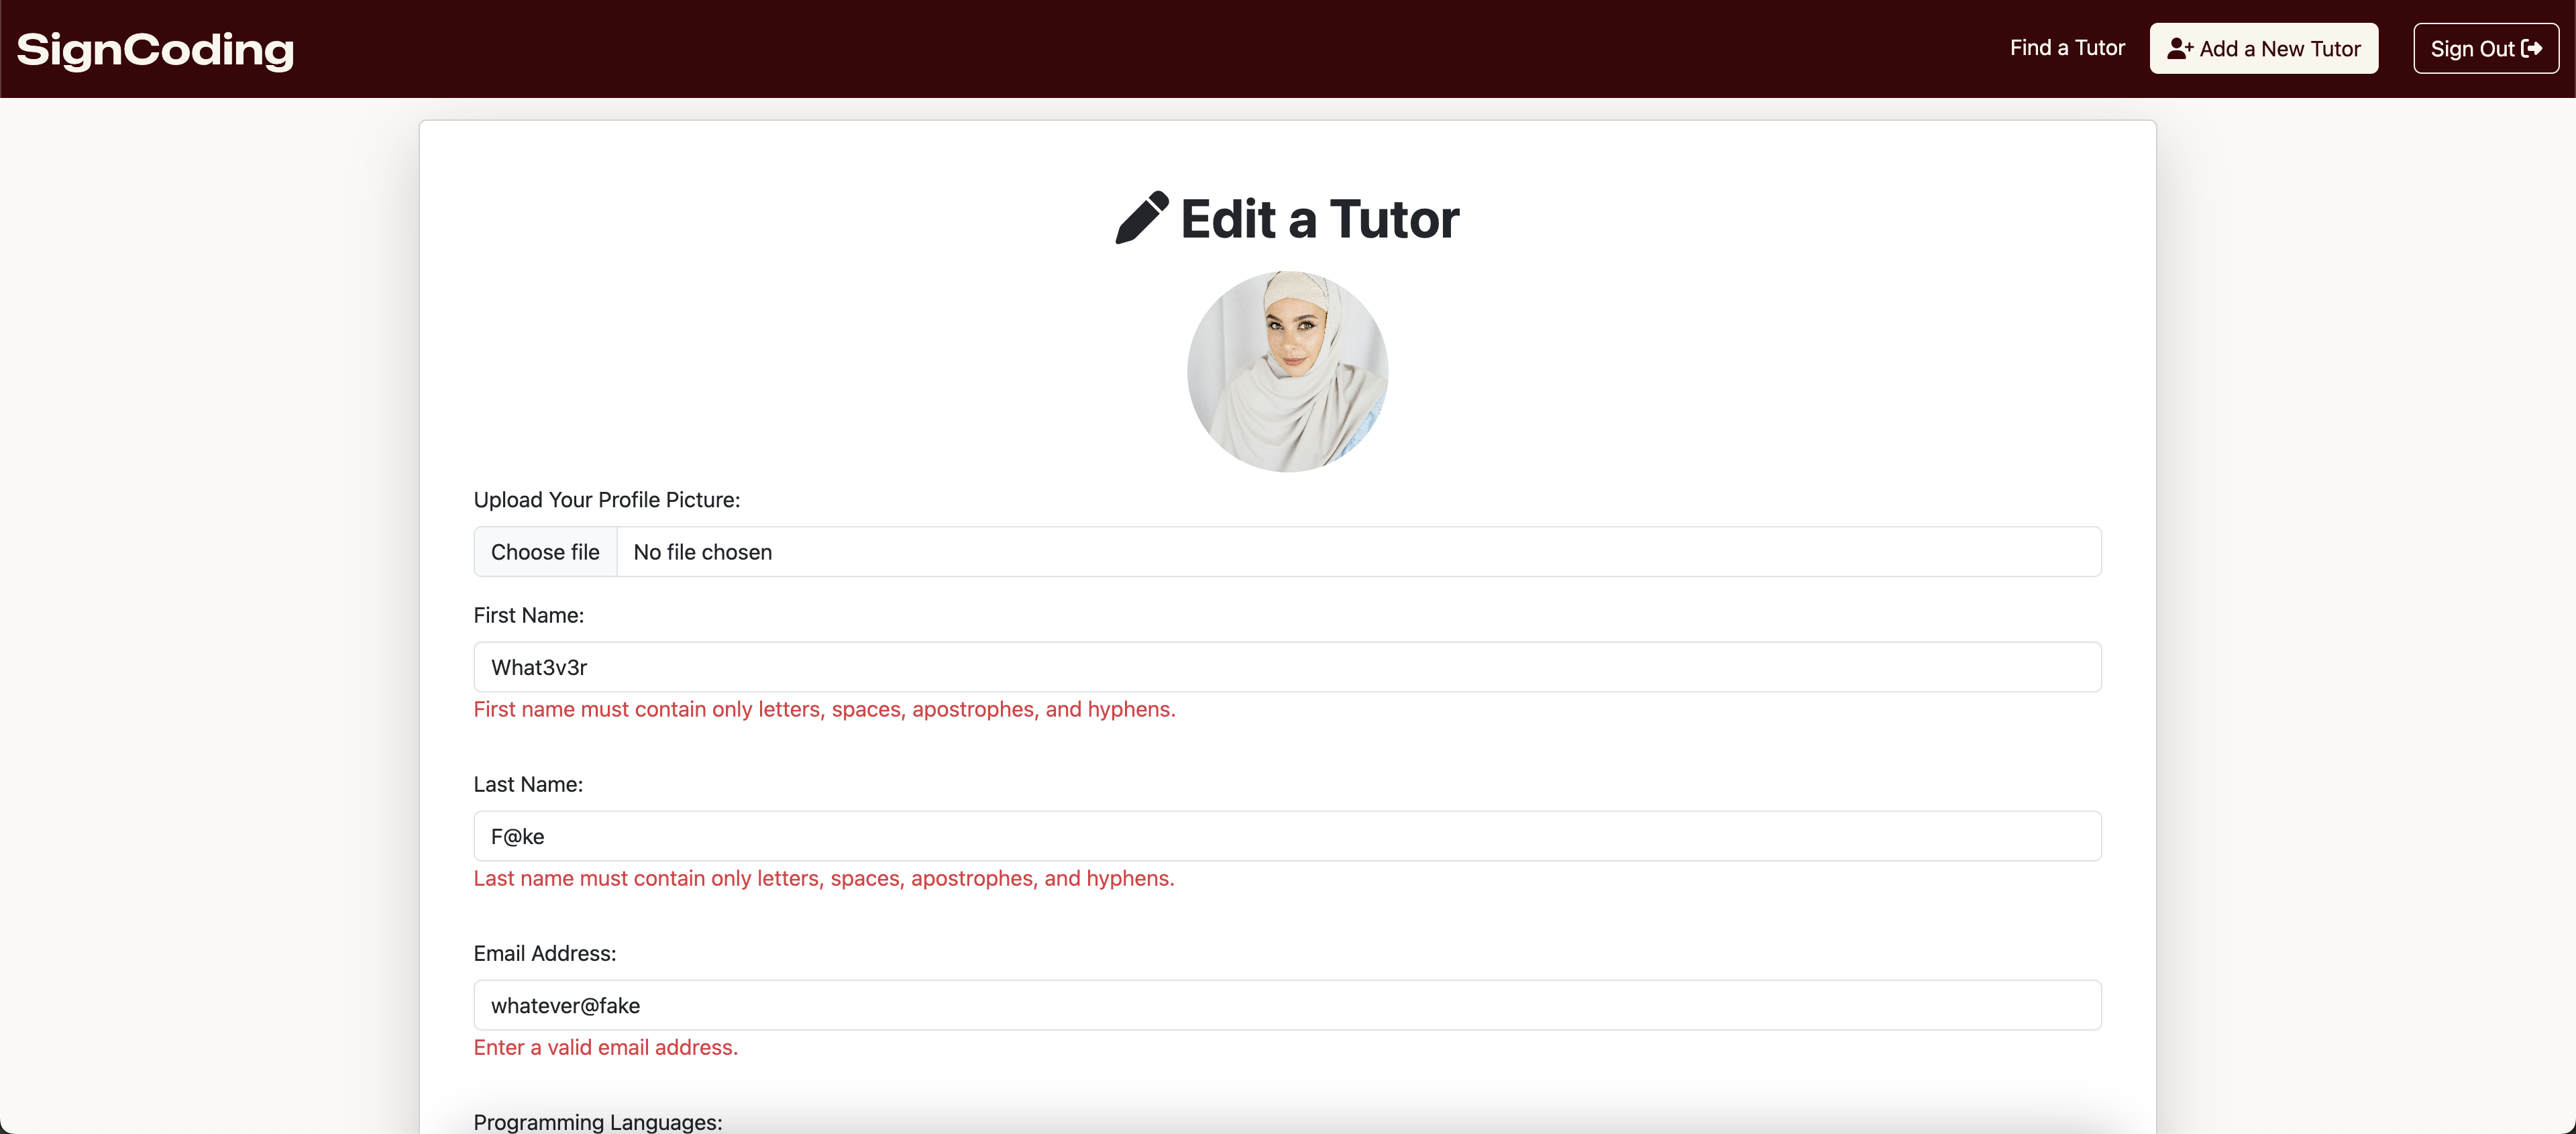 SignCoding
Find a Tutor
Add a New Tutor
Sign Out
Edit a Tutor
Upload Your Profile Picture:
Choose file No file chosen
First Name:
What3v3r
First name must contain only letters, spaces, apostrophes, and hyphens.
Last Name:
F@ke
Last name must contain only letters, spaces, apostrophes, and hyphens.
Email Address:
whatever@fake
Enter a valid email address.
Programming Languages: